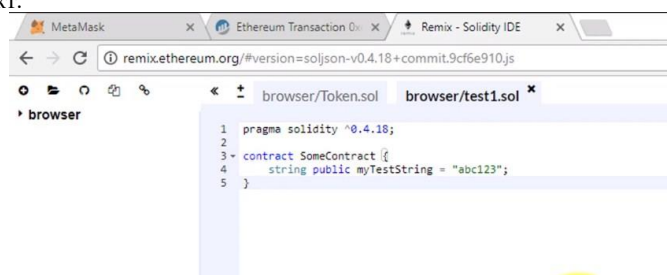 MetaMask
Ethereum Transaction 0x
Remix - Solidity IDE
remix.ethereum.org/#version=soljson-v0.4.18+commit.9cf6e910.js
browser/Token.sol
browser/test1.sol
browser
1 pragma solidity ^0.4.18;
2
3 contract SomeContract {
4 string public myTestString = "abc123";
5 }